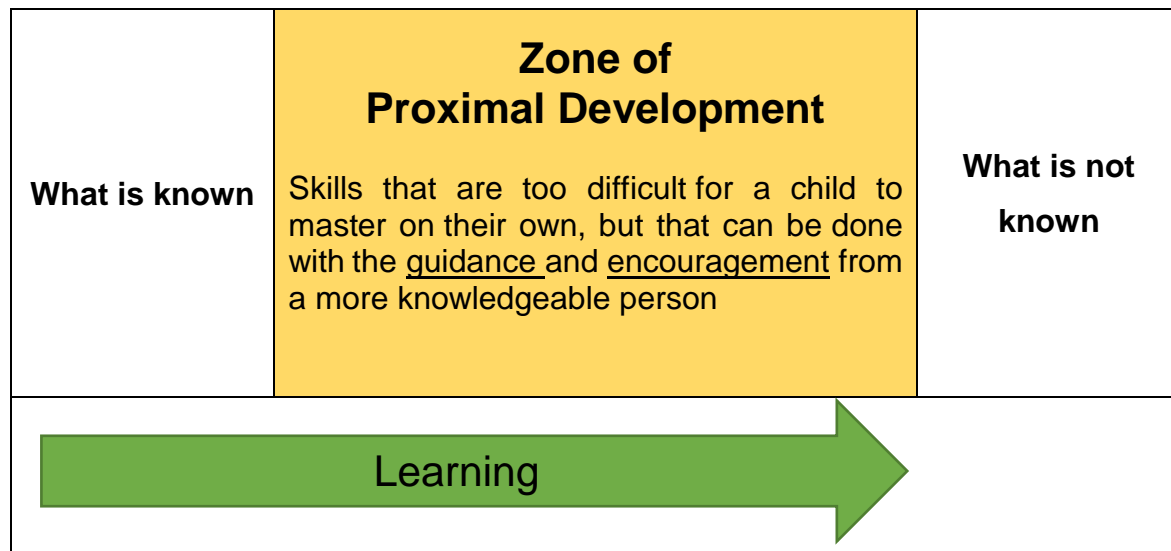 What is known
Zone of
Proximal Development
Skills that are too difficult for a child to
master on their own, but that can be done
with the guidance and encouragement from
a more knowledgeable person
What is not
known
Learning